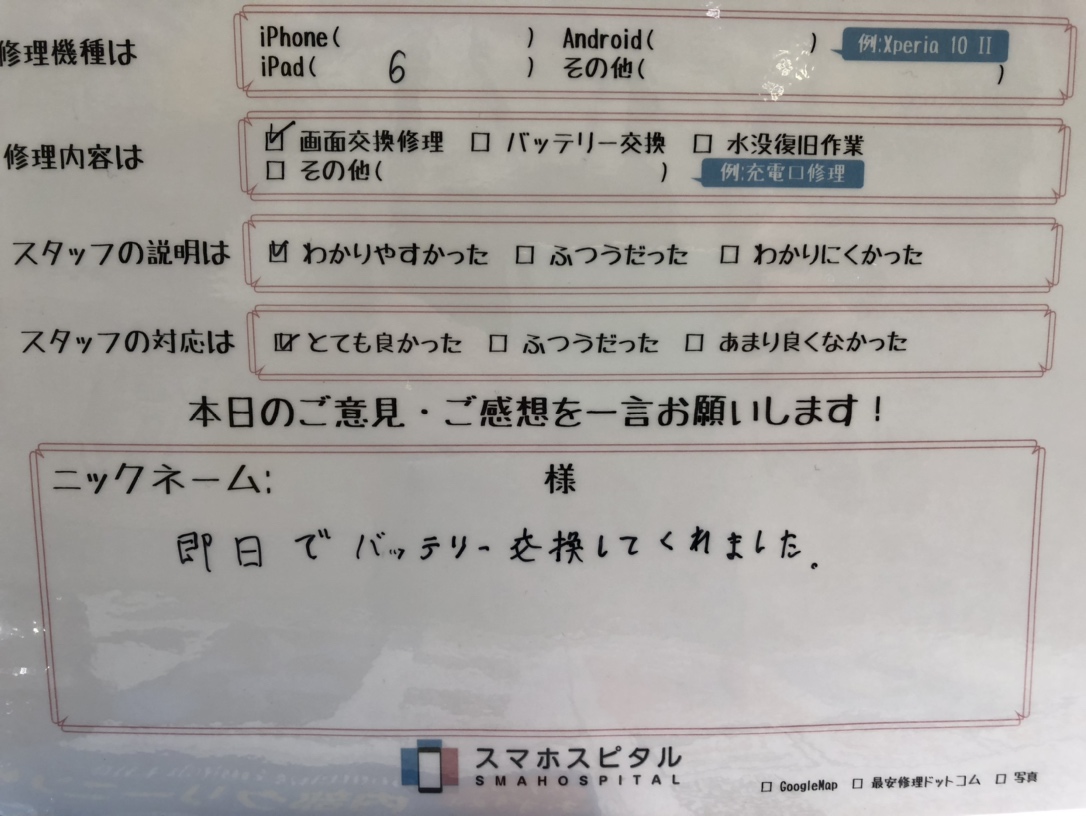 修理機種は
iPhone( ) Android( ) 例:Xperia 10 II
iPad( 6 ) その他( )
修理内容は
☑ 画面交換修理 □ バッテリー交換 □ 水没復旧作業
□ その他( ) 例:充電口修理
スタッフの説明は
☑ わかりやすかった □ ふつうだった □ わかりにくかった
スタッフの対応は
☑ とても良かった □ ふつうだった □ あまり良くなかった
本日のご意見・ご感想を一言お願いします!
ニックネーム: 様
即日でバッテリー交換してくれました。
スマホスピタル
SMAHOSPITAL
□ GoogleMap □ 最安修理ドットコム □ 写真